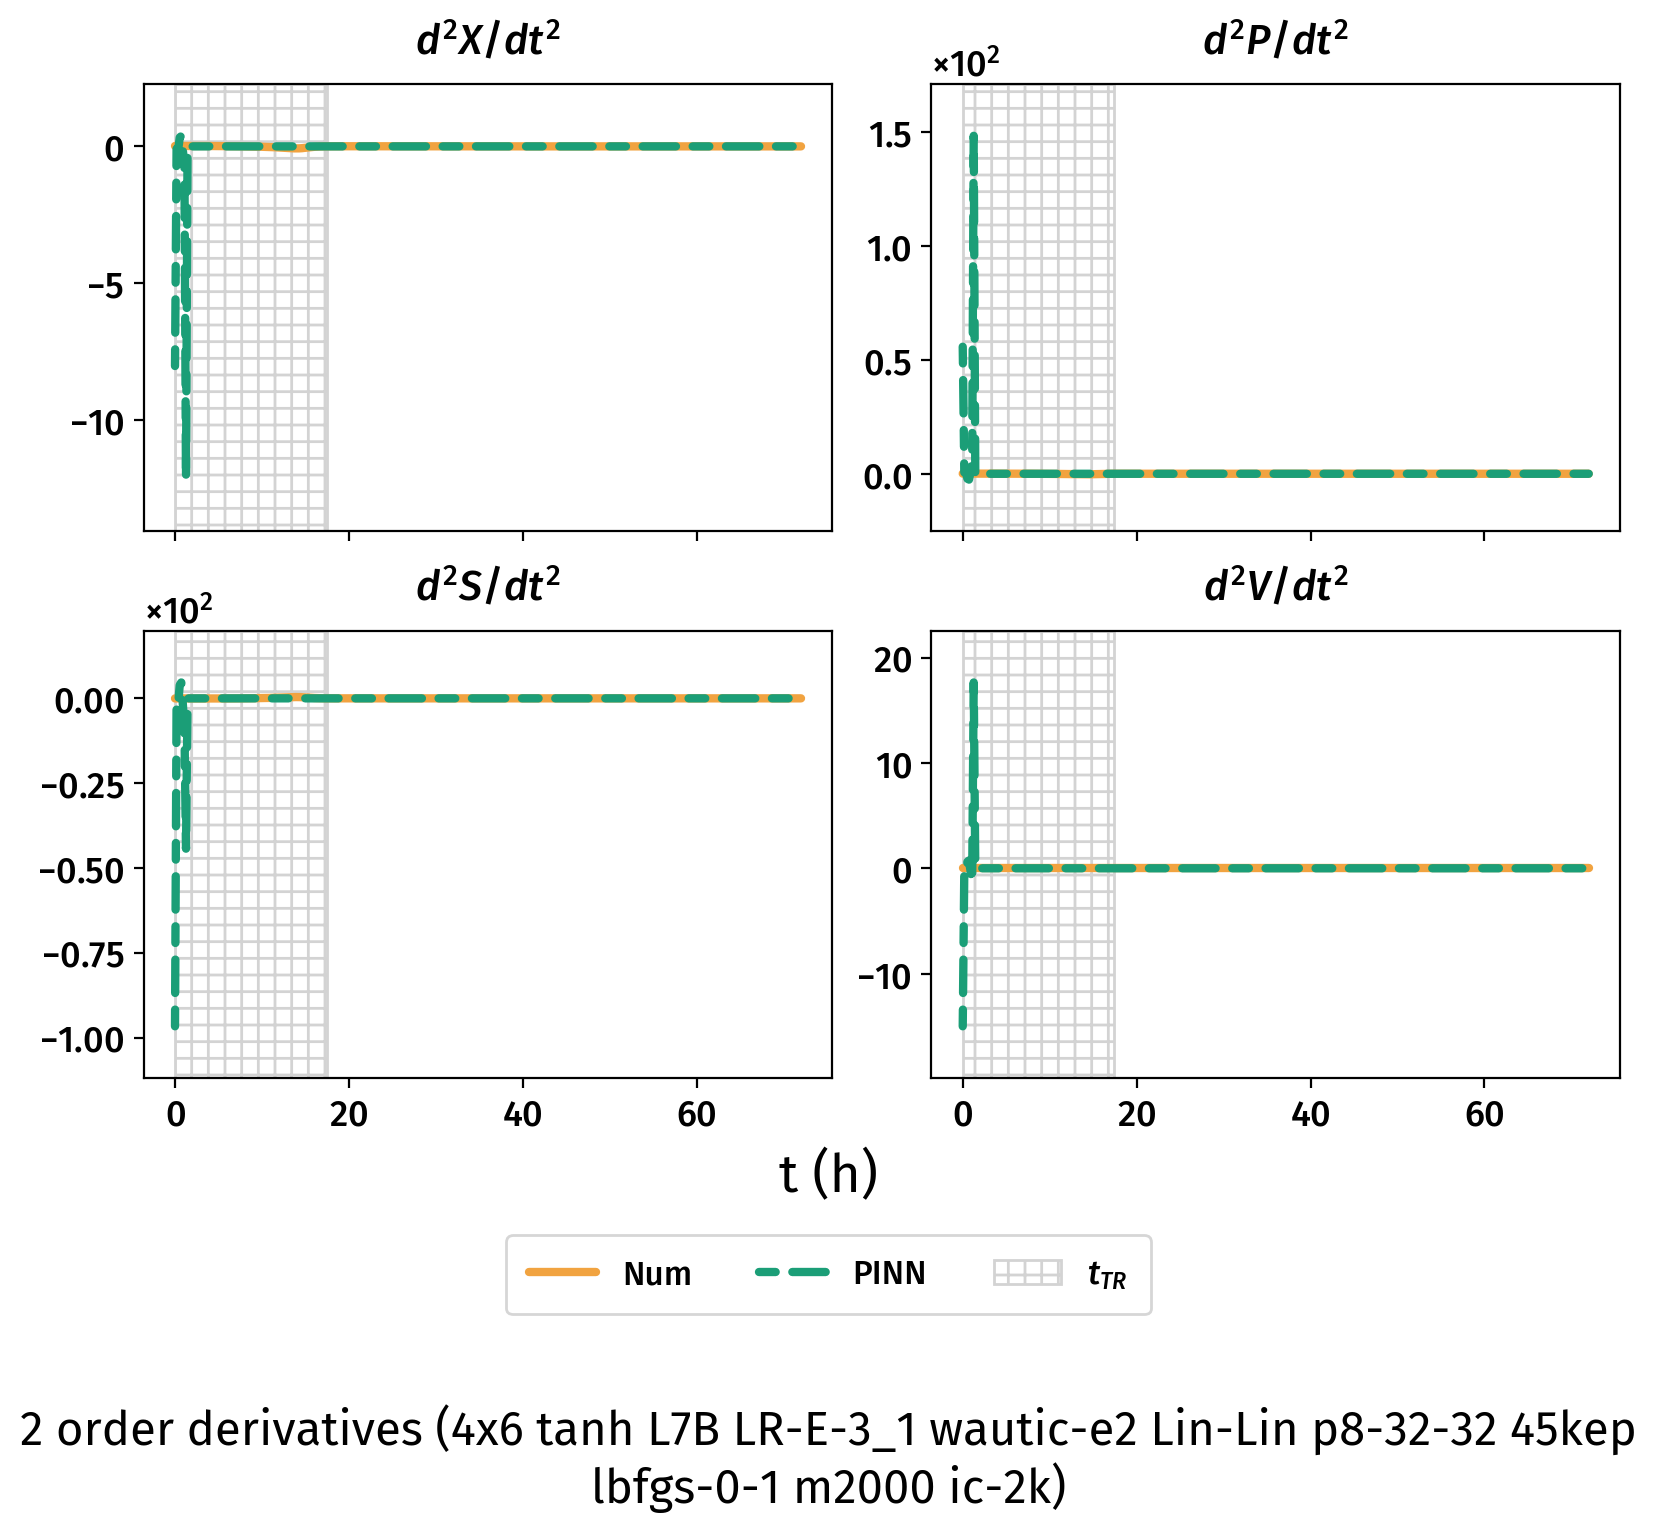 d²X/dt²
0
−5
−10
d²P/dt²
×10²
1.5
1.0
0.5
0.0
d²S/dt²
×10²
0.00
−0.25
−0.50
−0.75
−1.00
0 20 40 60
d²V/dt²
20
10
0
−10
0 20 40 60
t (h)
Num PINN t_TR
2 order derivatives (4x6 tanh L7B LR-E-3_1 wautic-e2 Lin-Lin p8-32-32 45kep
lbfgs-0-1 m2000 ic-2k)